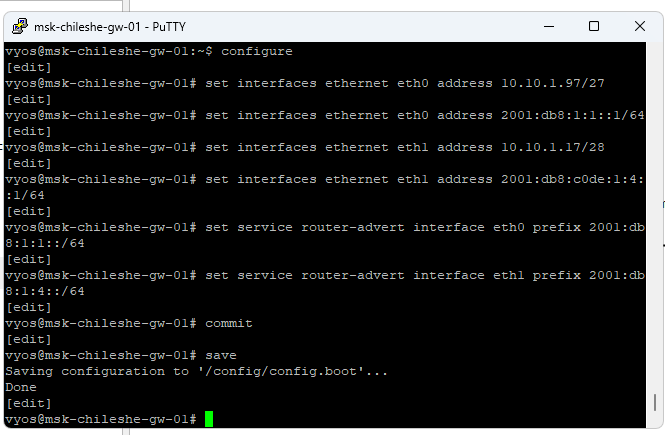 msk-chileshe-gw-01 - PuTTY
vyos@msk-chileshe-gw-01:~$ configure
[edit]
vyos@msk-chileshe-gw-01# set interfaces ethernet eth0 address 10.10.1.97/27
[edit]
vyos@msk-chileshe-gw-01# set interfaces ethernet eth0 address 2001:db8:1:1::1/64
[edit]
vyos@msk-chileshe-gw-01# set interfaces ethernet eth1 address 10.10.1.17/28
[edit]
vyos@msk-chileshe-gw-01# set interfaces ethernet eth1 address 2001:db8:c0de:1:4:
:1/64
[edit]
vyos@msk-chileshe-gw-01# set service router-advert interface eth0 prefix 2001:db
8:1:1::/64
[edit]
vyos@msk-chileshe-gw-01# set service router-advert interface eth1 prefix 2001:db
8:1:4::/64
[edit]
vyos@msk-chileshe-gw-01# commit
[edit]
vyos@msk-chileshe-gw-01# save
Saving configuration to '/config/config.boot'...
Done
[edit]
vyos@msk-chileshe-gw-01#